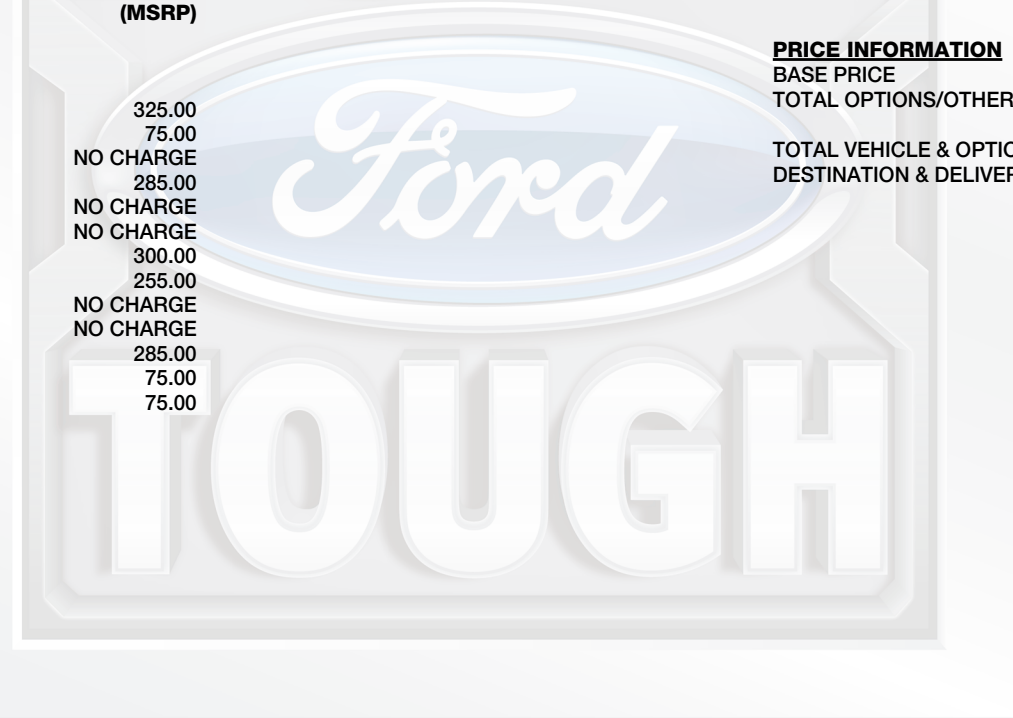 (MSRP)
325.00
75.00
NO CHARGE
285.00
NO CHARGE
NO CHARGE
300.00
255.00
NO CHARGE
NO CHARGE
285.00
75.00
75.00
PRICE INFORMATION
BASE PRICE
TOTAL OPTIONS/OTHER
TOTAL VEHICLE & OPTIO
DESTINATION & DELIVER
Ford
TOUGH